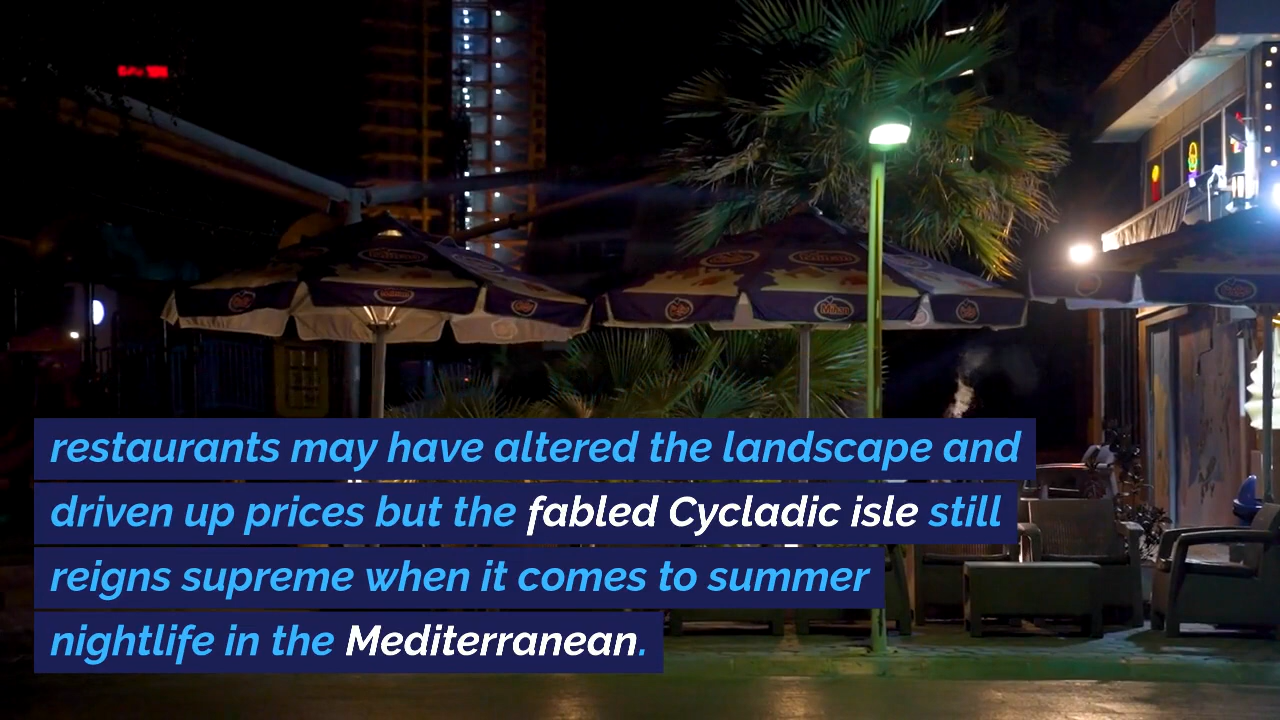 restaurants may have altered the landscape and
driven up prices but the fabled Cycladic isle still
reigns supreme when it comes to summer
nightlife in the Mediterranean.